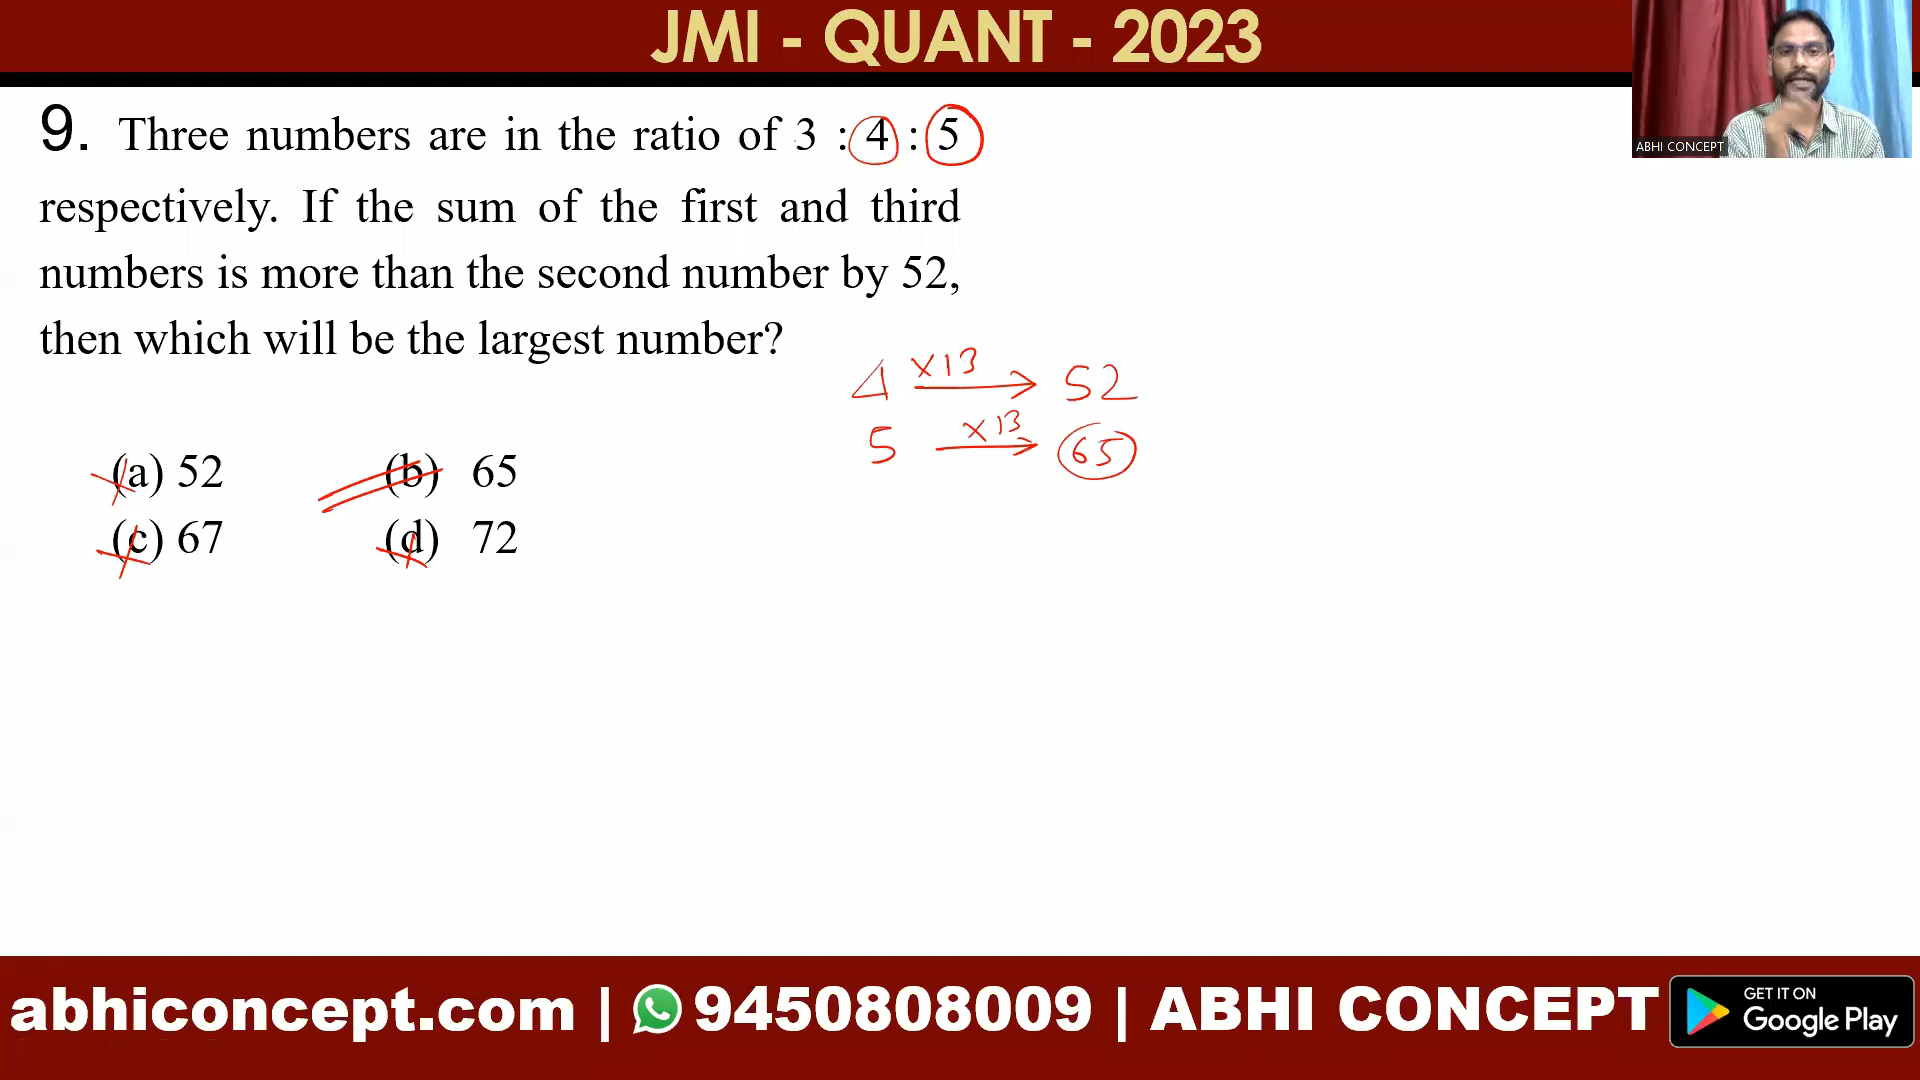 JMI - QUANT - 2023
ABHI CONCEPT
9. Three numbers are in the ratio of 3 : 4 : 5
respectively. If the sum of the first and third
numbers is more than the second number by 52,
then which will be the largest number?
4 ×13 → 52
5 ×13 → 65
(a) 52 (b) 65
(c) 67 (d) 72
abhiconcept.com | 9450808009 | ABHI CONCEPT
GET IT ON
Google Play